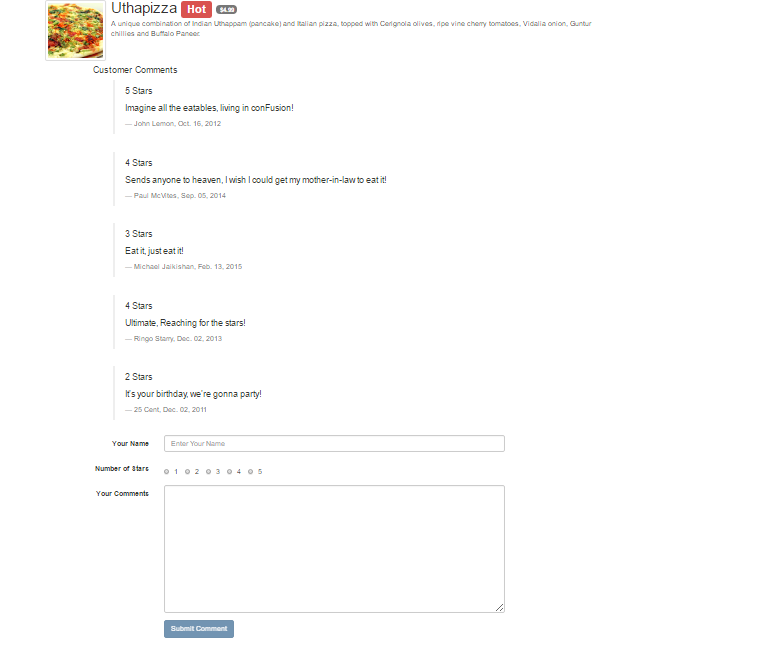 Uthapizza Hot $4.99
A unique combination of Indian Uthappam (pancake) and Italian pizza, topped with Cerignola olives, ripe vine cherry tomatoes, Vidalia onion, Guntur
chillies and Buffalo Paneer.
Customer Comments
5 Stars
Imagine all the eatables, living in conFusion!
— John Lemon, Oct. 16, 2012
4 Stars
Sends anyone to heaven, I wish I could get my mother-in-law to eat it!
— Paul McVites, Sep. 05, 2014
3 Stars
Eat it, just eat it!
— Michael Jaikishan, Feb. 13, 2015
4 Stars
Ultimate, Reaching for the stars!
— Ringo Starry, Dec. 02, 2013
2 Stars
It's your birthday, we're gonna party!
— 25 Cent, Dec. 02, 2011
Your Name Enter Your Name
Number of Stars 1 2 3 4 5
Your Comments
Submit Comment